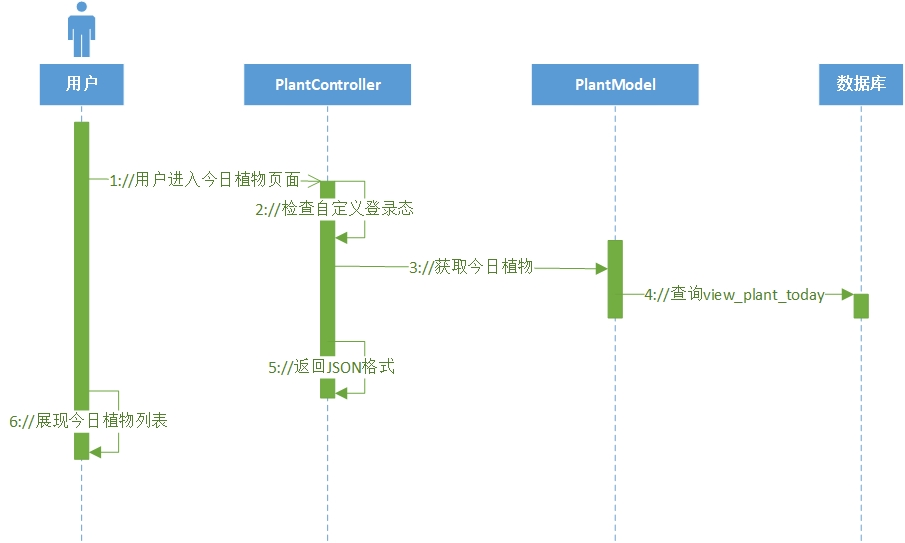 用户
PlantController
PlantModel
数据库
1://用户进入今日植物页面
2://检查自定义登录态
3://获取今日植物
4://查询view_plant_today
5://返回JSON格式
6://展现今日植物列表